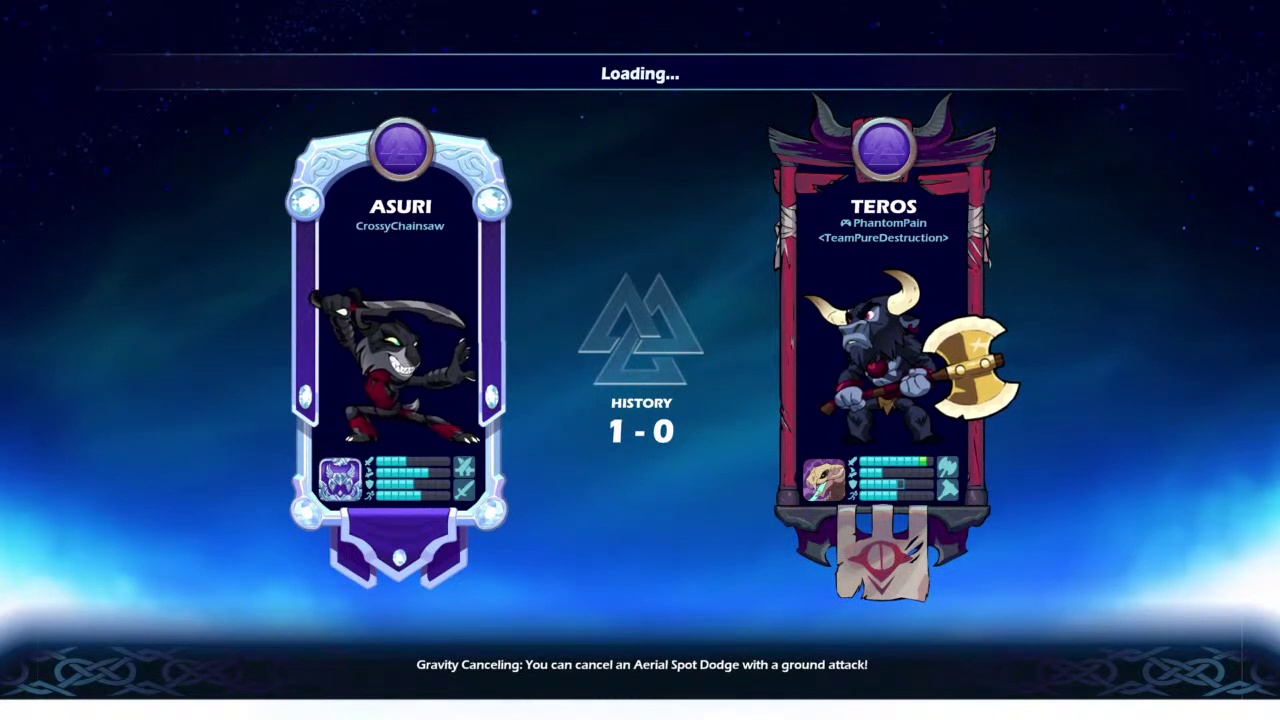 Loading...
ASURI
CrossyChainsaw
TEROS
PhantomPain
<TeamPureDestruction>
HISTORY
1 - 0
Gravity Canceling: You can cancel an Aerial Spot Dodge with a ground attack!